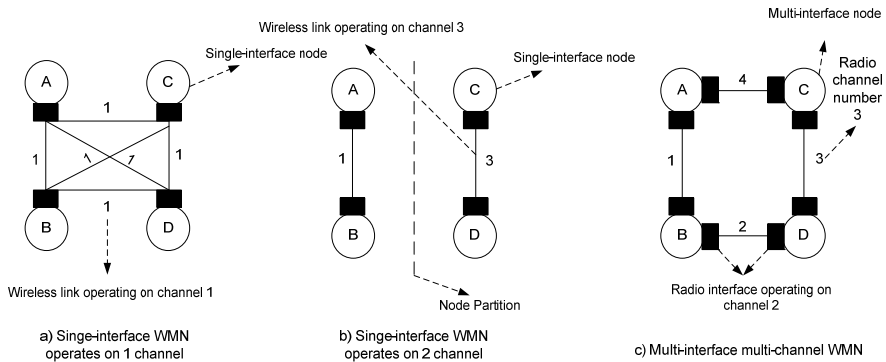 A
C
Single-interface node
1
1
1
1
1
1
B
D
Wireless link operating on channel 1
a) Singe-interface WMN
operates on 1 channel
Wireless link operating on channel 3
Single-interface node
A
C
1
3
B
D
Node Partition
b) Singe-interface WMN
operates on 2 channel
Multi-interface node
Radio
channel
number
3
A
4
C
1
3
B
2
D
Radio interface operating on
channel 2
c) Multi-interface multi-channel WMN